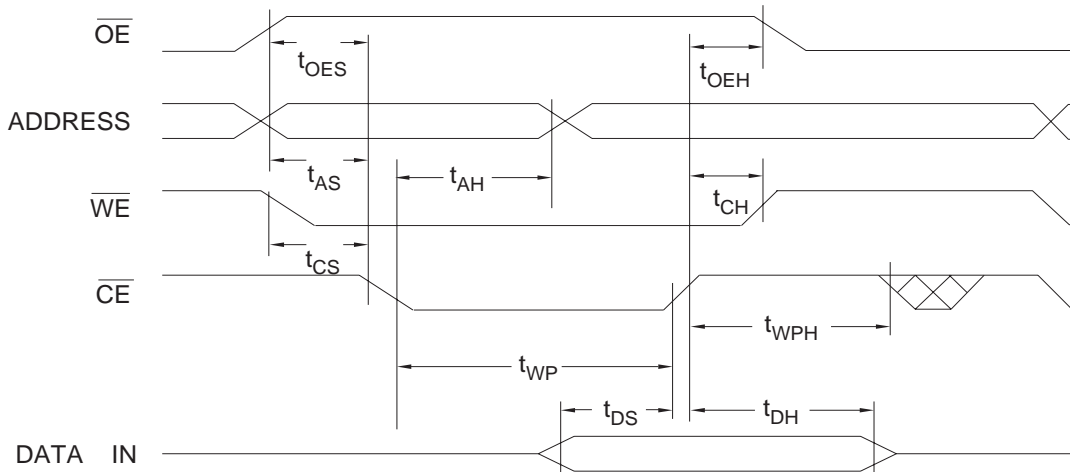 OE
tOES
tOEH
ADDRESS
tAS
tAH
WE
tCH
tCS
CE
tWPH
tWP
tDS
tDH
DATA IN